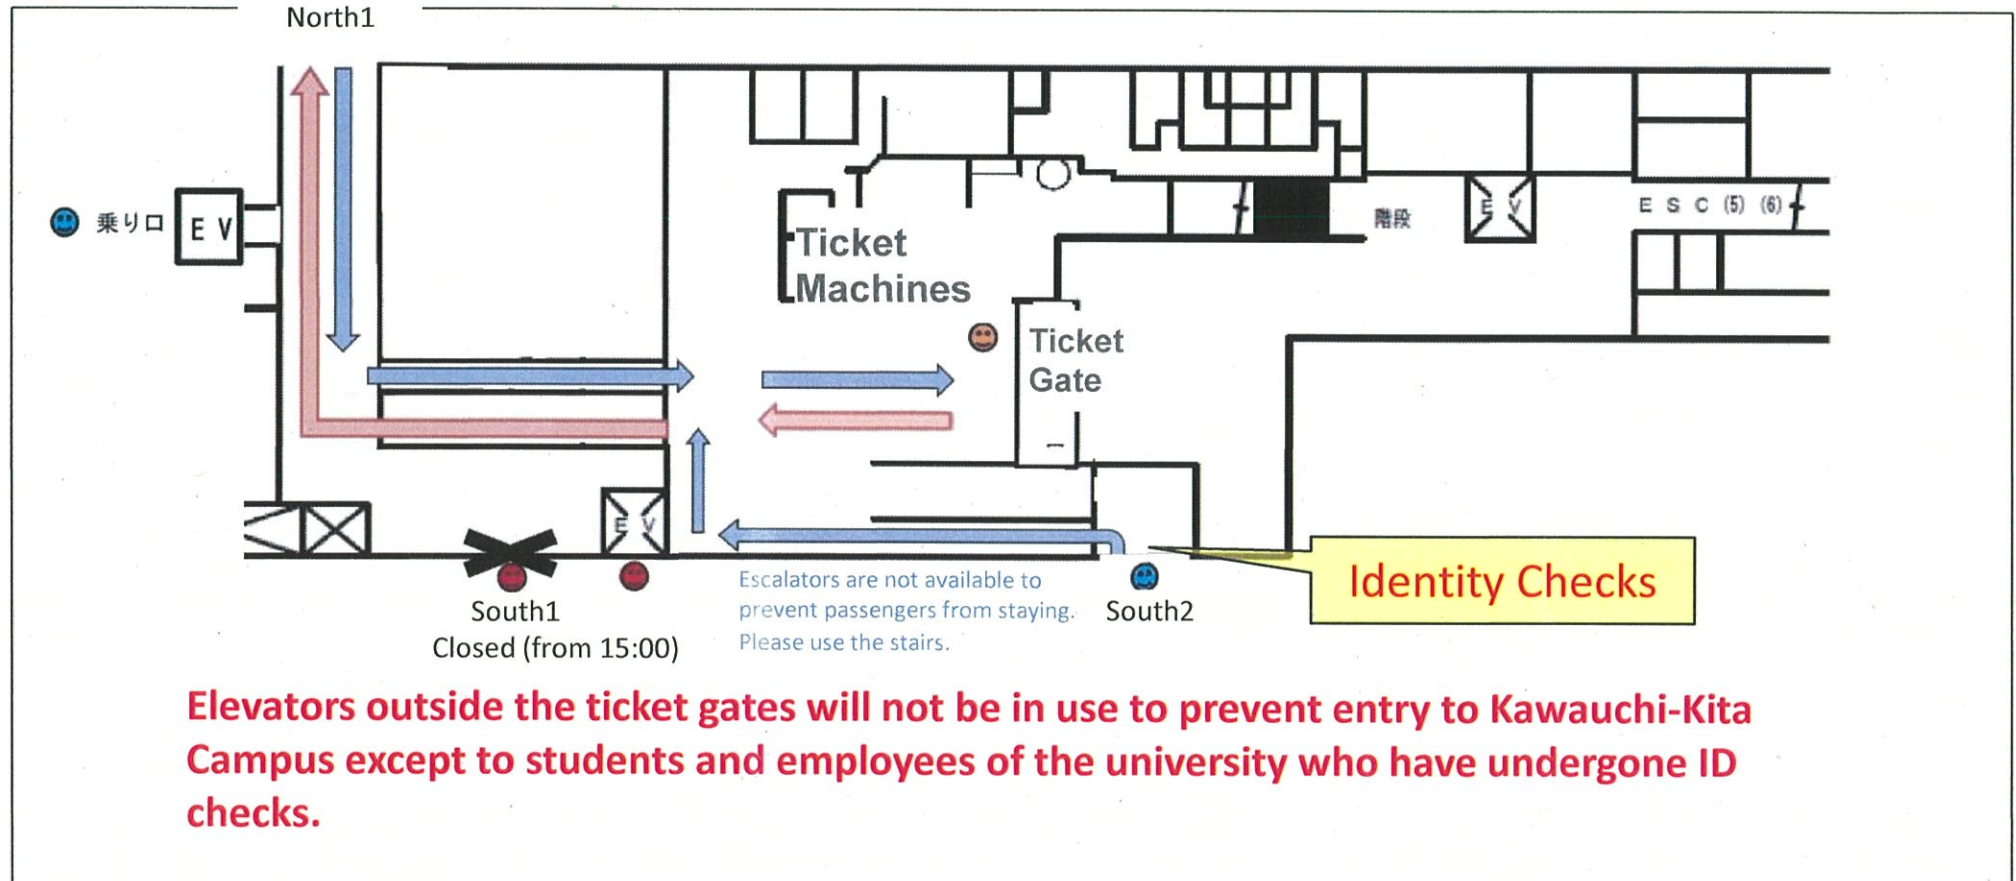 North1
乗り口
E V
Ticket
Machines
階段
E V
E S C (5) (6)
Ticket
Gate
E V
South1
Closed (from 15:00)
Escalators are not available to
prevent passengers from staying.
Please use the stairs.
South2
Identity Checks
Elevators outside the ticket gates will not be in use to prevent entry to Kawauchi-Kita
Campus except to students and employees of the university who have undergone ID
checks.